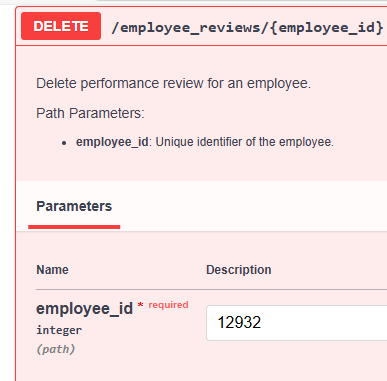 DELETE /employee_reviews/{employee_id}
Delete performance review for an employee.
Path Parameters:
• employee_id: Unique identifier of the employee.
Parameters
Name Description
employee_id * required
integer
(path)
12932